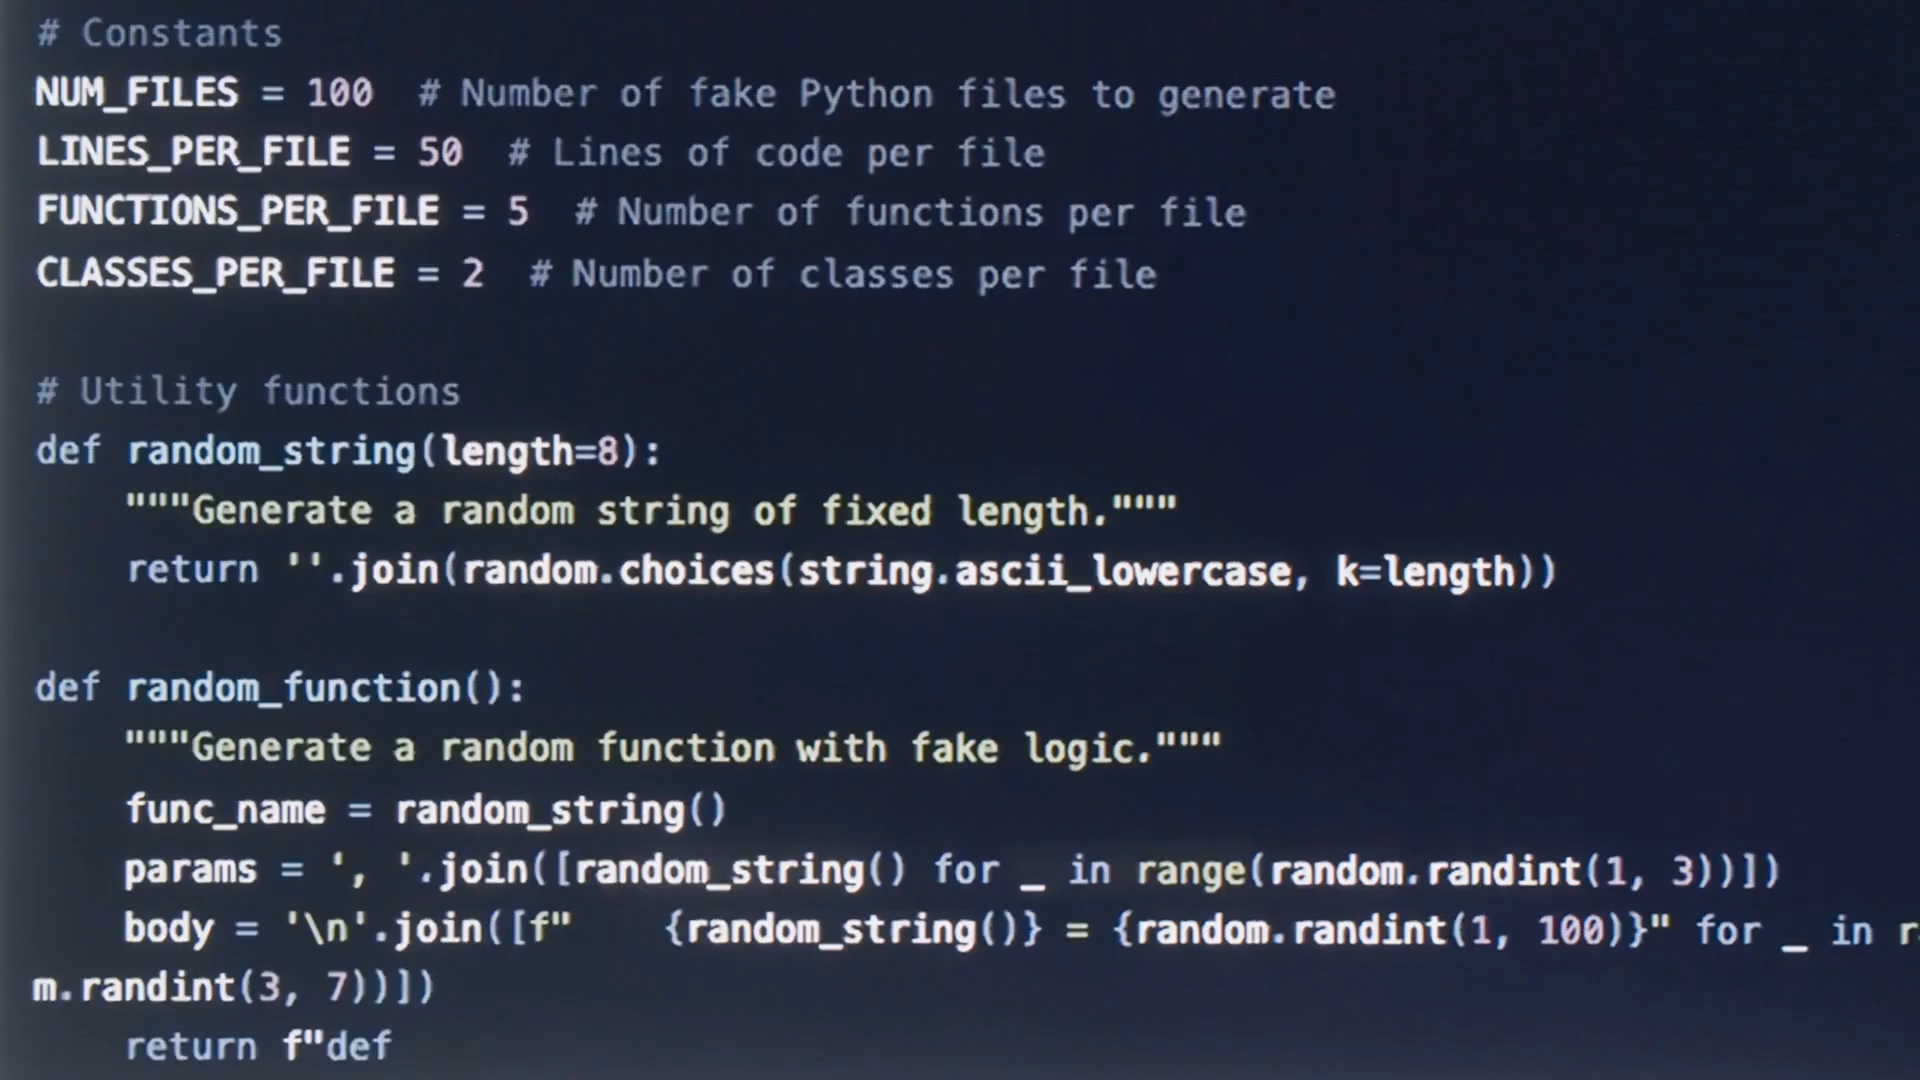 # Constants
NUM_FILES = 100  # Number of fake Python files to generate
LINES_PER_FILE = 50  # Lines of code per file
FUNCTIONS_PER_FILE = 5  # Number of functions per file
CLASSES_PER_FILE = 2  # Number of classes per file
# Utility functions
def random_string(length=8):
    """Generate a random string of fixed length."""
    return ''.join(random.choices(string.ascii_lowercase, k=length))
def random_function():
    """Generate a random function with fake logic."""
    func_name = random_string()
    params = ', '.join([random_string() for _ in range(random.randint(1, 3))])
    body = '\n'.join([f"    {random_string()} = {random.randint(1, 100)}" for _ in
m.randint(3, 7))])
    return f"def